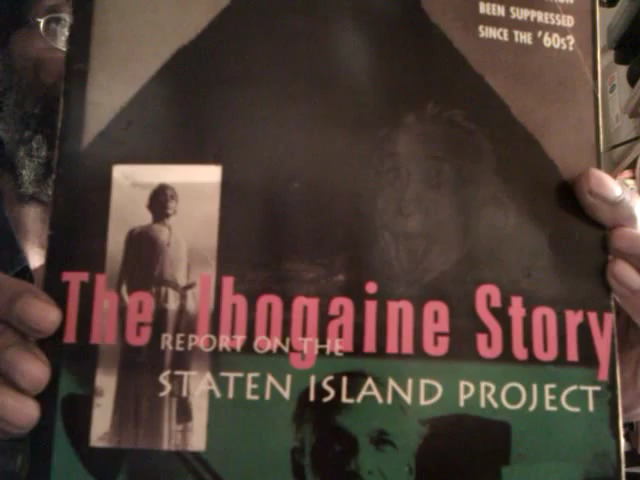 BEEN SUPPRESSED
SINCE THE '60s?
The Ibogaine Story
REPORT ON THE
STATEN ISLAND PROJECT